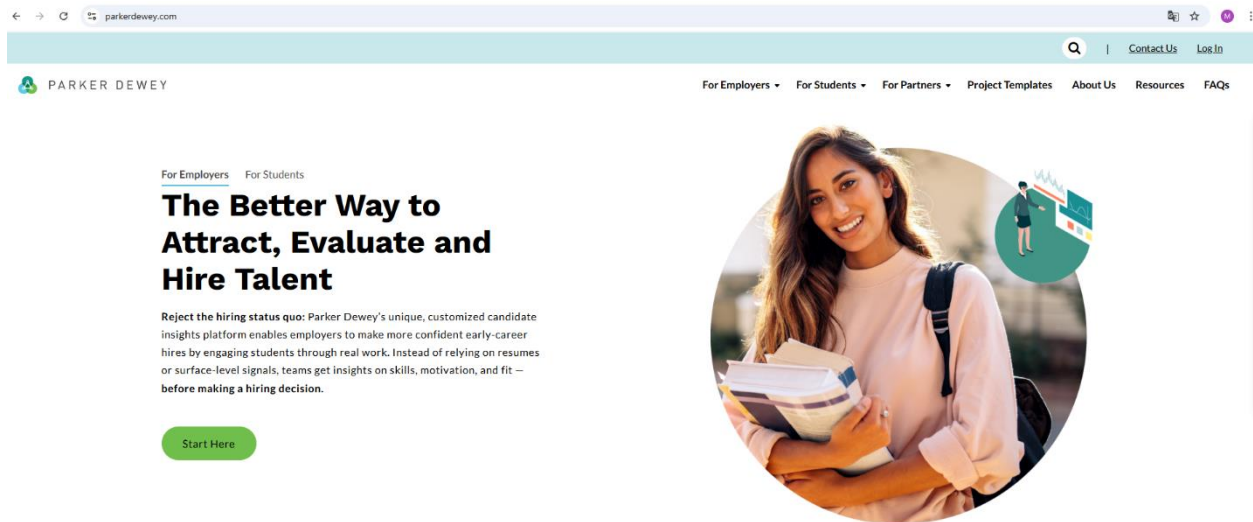 parkerdewey.com
M
| Contact Us Log In
PARKER DEWEY
For Employers For Students For Partners Project Templates About Us Resources FAQs
For Employers For Students
The Better Way to
Attract, Evaluate and
Hire Talent
Reject the hiring status quo: Parker Dewey's unique, customized candidate
insights platform enables employers to make more confident early-career
hires by engaging students through real work. Instead of relying on resumes
or surface-level signals, teams get insights on skills, motivation, and fit —
before making a hiring decision.
Start Here